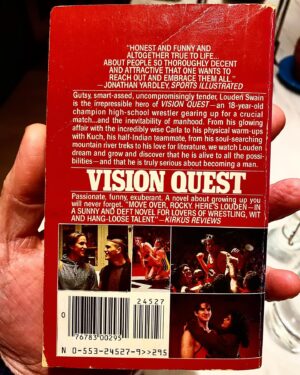 "HONEST AND FUNNY AND
ALTOGETHER TRUE TO LIFE...
ABOUT PEOPLE SO THOROUGHLY DECENT
AND ATTRACTIVE THAT ONE WANTS TO
REACH OUT AND EMBRACE THEM ALL."
—JONATHAN YARDLEY, SPORTS ILLUSTRATED
Gutsy, smart-assed, uncompromisingly tender, Louden Swain
is the irrepressible hero of VISION QUEST—an 18-year-old
champion high-school wrestler gearing up for a crucial
match...and the inevitability of manhood. From his glowing
affair with the incredibly wise Carla to his physical warm-ups
with Kuch, his half-Indian teammate, from his soul-searching
mountain river treks to his love for literature, we watch Louden
dream and grow and discover that he is alive to all the possi-
bilities—and that he is truly serious about becoming a man.
VISION QUEST
Passionate, funny, exuberant. A novel about growing up you
will never forget. "MOVE OVER, ROCKY. HERE'S LOUDEN—IN
A SUNNY AND DEFT NOVEL FOR LOVERS OF WRESTLING, WIT
AND HANG-LOOSE TALENT."—KIRKUS REVIEWS
24527
0
76783 00295
N 0-553-24527-9>>295